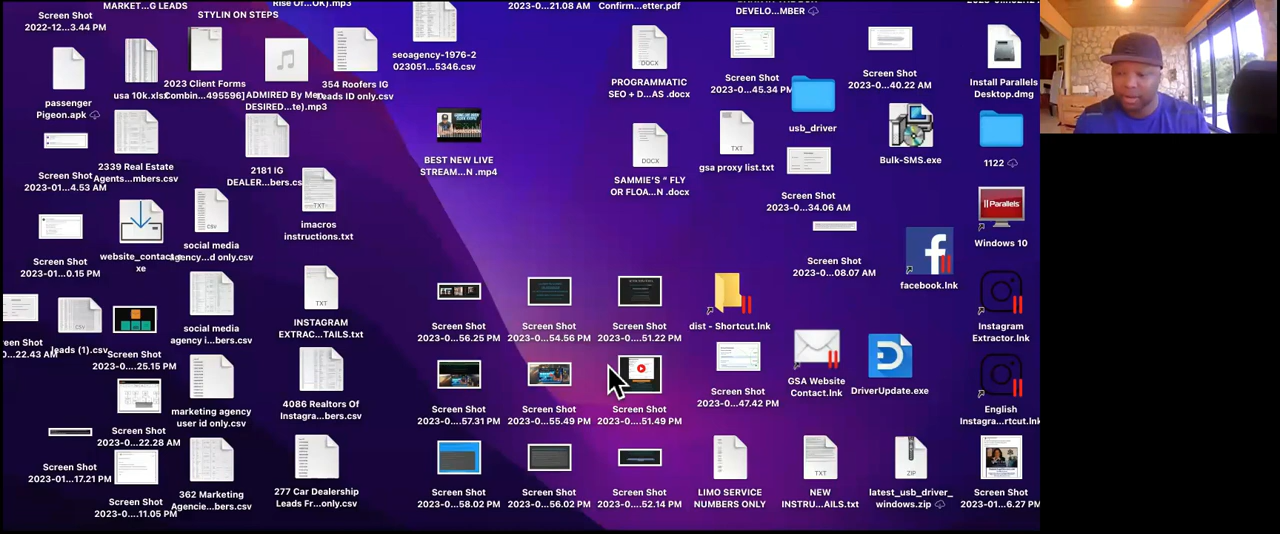 MARKET...G LEADS
Screen Shot
2022-12...3.44 PM
STYLIN ON STEPS
2023-0...21.08 AM
Confirm...etter.pdf
DEVELO...MBER
passenger
Pigeon.apk
usa 10k.xlsx
2023 Client Forms
354 Roofers IG
Leads ID only.csv
seoagency-1976-2
023051...5346.csv
DOCX
PROGRAMMATIC
SEO + D...AS .docx
Screen Shot
2023-0...45.34 PM
Screen Shot
2023-0...40.22 AM
Install Parallels
Desktop.dmg
usb_driver
Screen Shot
2023-01...4.53 AM
2339 Real Estate
Agents...mbers.csv
2181 IG
DEALER...bers.cs
TXT
imacros
instructions.txt
BEST NEW LIVE
STREAM...N .mp4
DOCX
SAMMIE'S “ FLY
OR FLOA...N .docx
TXT
gsa proxy list.txt
Screen Shot
2023-0...34.06 AM
Bulk-SMS.exe
1122
Screen Shot
2023-01...0.15 PM
CSV
social media
agency...d only.csv
Screen Shot
2023-0...08.07 AM
facebook.lnk
Parallels
Windows 10
...22.43 AM
CSV
leads (1).csv
Screen Shot
2023-0...25.15 PM
social media
agency i...bers.csv
TXT
INSTAGRAM
EXTRAC...TAILS.txt
Screen Shot
2023-0....56.25 PM
Screen Shot
2023-0...54.56 PM
Screen Shot
2023-0....51.22 PM
dist - Shortcut.lnk
Instagram
Extractor.lnk
Screen Shot
2023-0...22.28 AM
marketing agency
user id only.csv
4086 Realtors Of
Instagra...bers.csv
Screen Shot
2023-0....57.31 PM
Screen Shot
2023-0...55.49 PM
Screen Shot
2023-0....51.49 PM
Screen Shot
2023-0...47.42 PM
GSA Website
Contact.lnk
DriverUpdate.exe
English
Instagra...rtcut.lnk
Screen Shot
2023-01...17.21 PM
Screen Shot
2023-0....11.05 PM
362 Marketing
Agencie...bers.csv
277 Car Dealership
Leads Fr...only.csv
Screen Shot
2023-0...58.02 PM
Screen Shot
2023-0...56.02 PM
Screen Shot
2023-0....52.14 PM
LIMO SERVICE
NUMBERS ONLY
TXT
NEW
INSTRU...AILS.txt
ZIP
latest_usb_driver_
windows.zip
Screen Shot
2023-01...6.27 PM